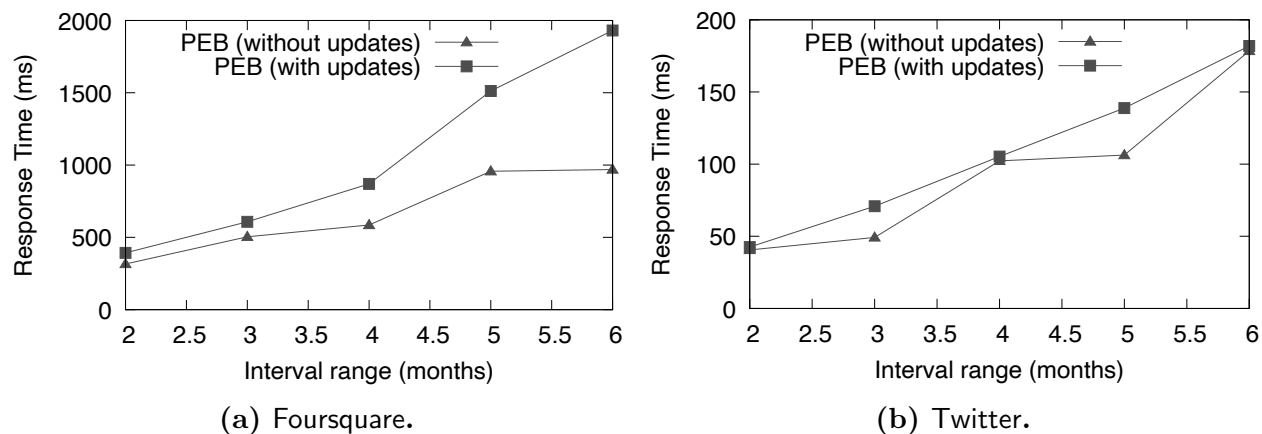 2000
1500
1000
500
0
Response Time (ms)
PEB (without updates)
PEB (with updates)
2 2.5 3 3.5 4 4.5 5 5.5 6
Interval range (months)
(a) Foursquare.
200
150
100
50
0
Response Time (ms)
PEB (without updates)
PEB (with updates)
2 2.5 3 3.5 4 4.5 5 5.5 6
Interval range (months)
(b) Twitter.